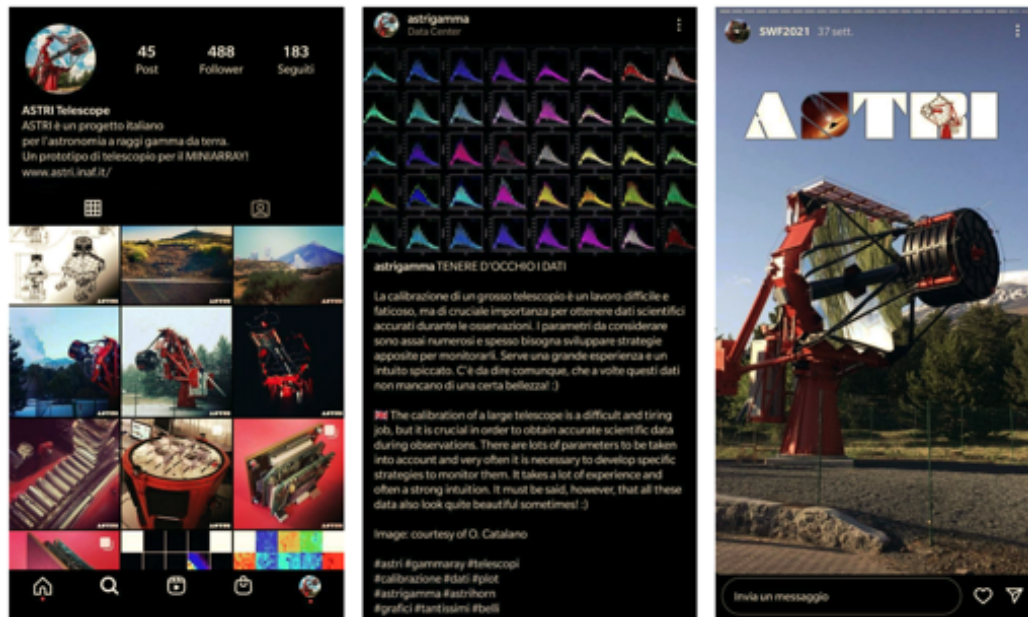 45
488
183
Post
Follower
Seguiti
ASTRI Telescope
ASTRI è un progetto italiano
per l'astronomia a raggi gamma da terra.
Un prototipo di telescopio per il MINIARRAY!
www.astri.inaf.it/
astrigamma
Data Center
astrigamma TENERE D'OCCHIO I DATI
La calibrazione di un grosso telescopio è un lavoro difficile e
faticoso, ma di cruciale importanza per ottenere dati scientifici
accurati durante le osservazioni. I parametri da considerare
sono assai numerosi e spesso bisogna sviluppare strategie
apposite per monitorarli. Serve una grande esperienza e un
intuito spiccato. C'è da dire comunque, che a volte questi dati
non mancano di una certa bellezza! :)
🇬🇧 The calibration of a large telescope is a difficult and tiring
job, but it is crucial in order to obtain accurate scientific data
during observations. There are lots of parameters to be taken
into account and very often it is necessary to develop specific
strategies to monitor them. It takes a lot of experience and
often a strong intuition. It must be said, however, that all these
data also look quite beautiful sometimes! :)
Image: courtesy of O. Catalano
#astri #gammaray #telescopi
#calibrazione #dati #plot
#astrigamma #astrihorn
#grafici #tantissimi #belli
SWF2021 37 sett.
ASTRI
Invia un messaggio